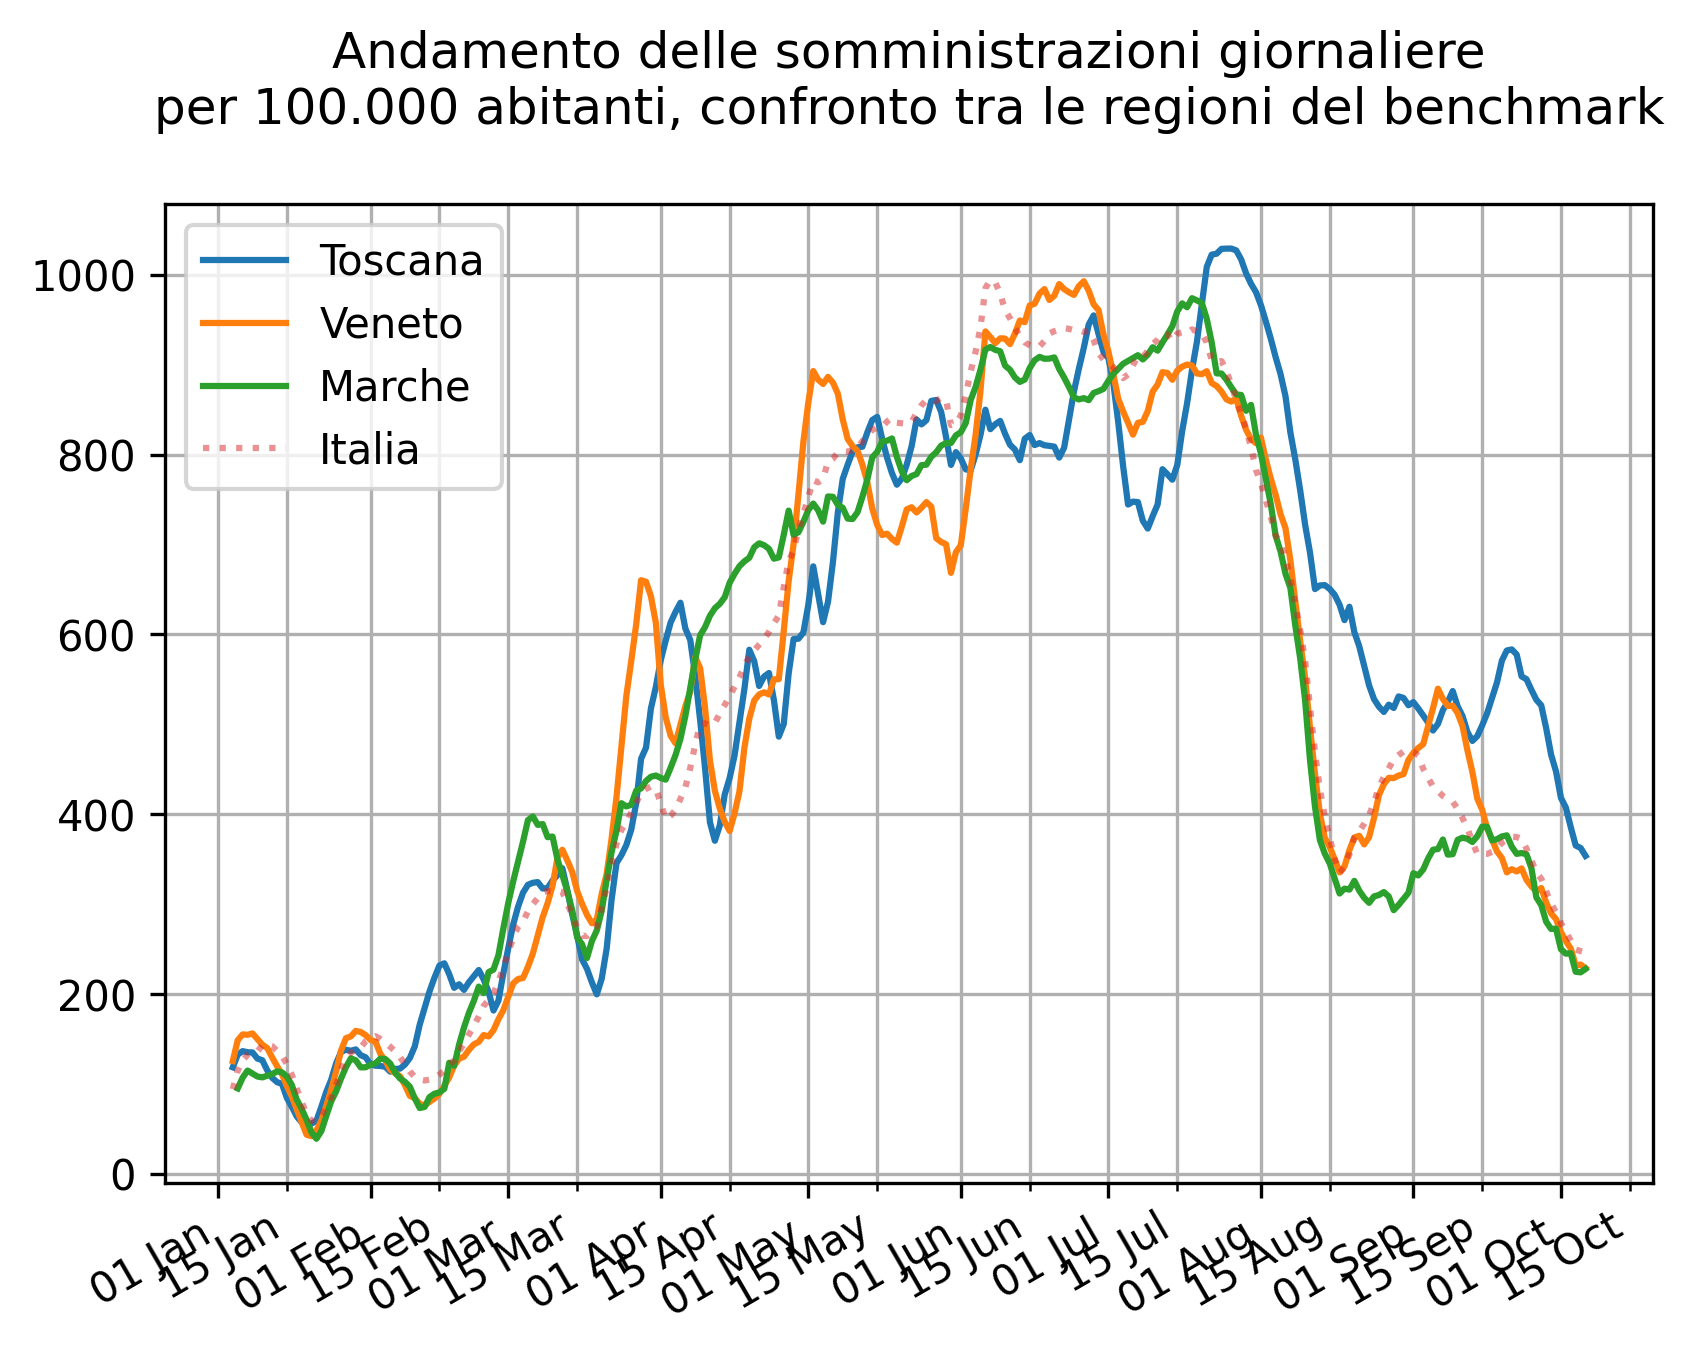 Andamento delle somministrazioni giornaliere
per 100.000 abitanti, confronto tra le regioni del benchmark
Toscana
Veneto
Marche
Italia
1000
800
600
400
200
0
01 Jan
15 Jan
01 Feb
15 Feb
01 Mar
15 Mar
01 Apr
15 Apr
01 May
15 May
01 Jun
15 Jun
01 Jul
15 Jul
01 Aug
15 Aug
01 Sep
15 Sep
01 Oct
15 Oct